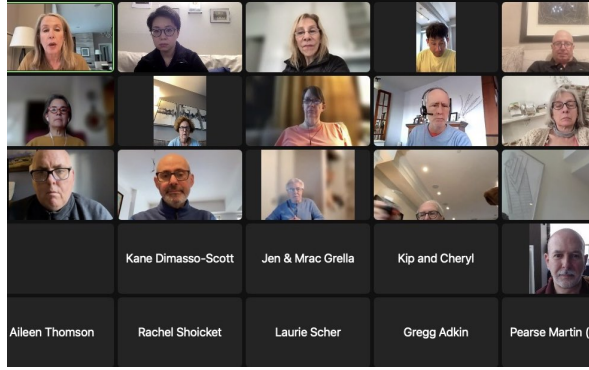 Kane Dimasso-Scott
Jen & Mrac Grella
Kip and Cheryl
Aileen Thomson
Rachel Shoicket
Laurie Scher
Gregg Adkin
Pearse Martin (